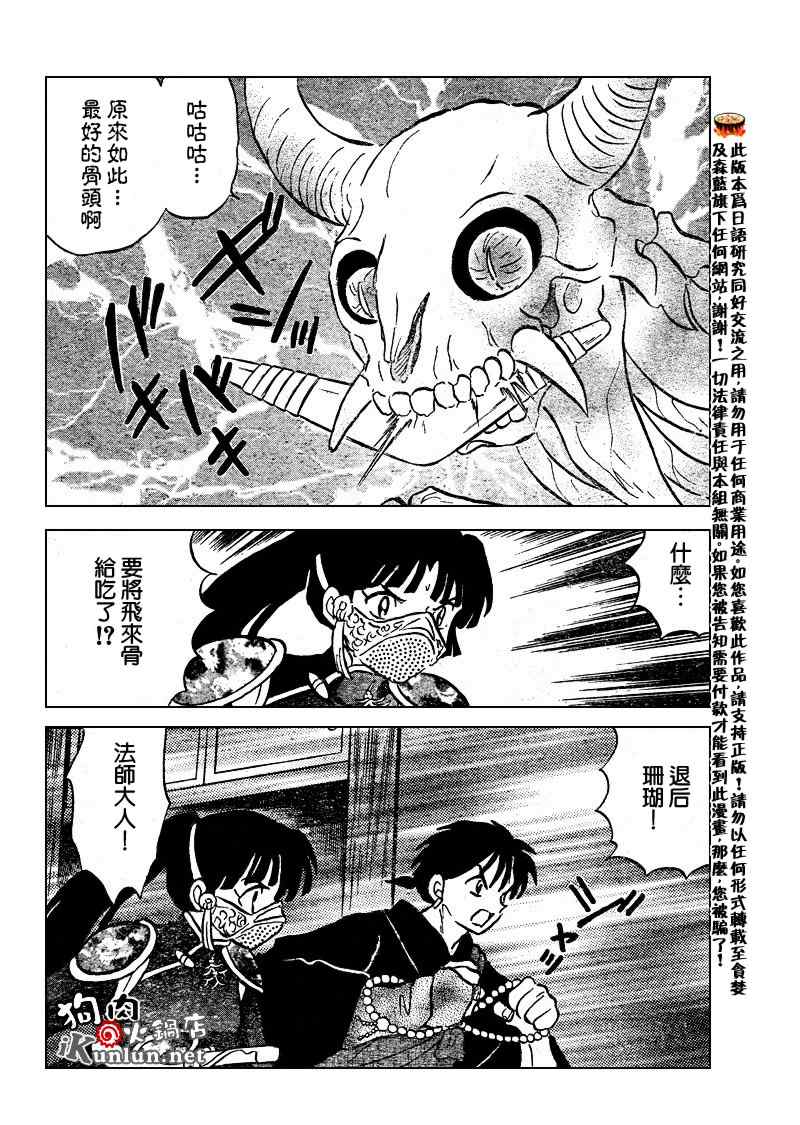 咕咕咕…
原來如此…
最好的骨頭啊
什麼…
要將飛來骨
給吃了!?
退后
珊瑚！
法師大人！
此版本爲日語研究同好交流之用，請勿用于任何商業用途。如您喜歡此作品，請支持正版！請勿以任何形式轉載至貪婪
及森藍旗下任何網站，謝謝！一切法律責任與本組無關。如果您被告知需要付款才能看到此漫畫，那麼，您被騙了！
狗肉
火鍋店
iKunlun.net